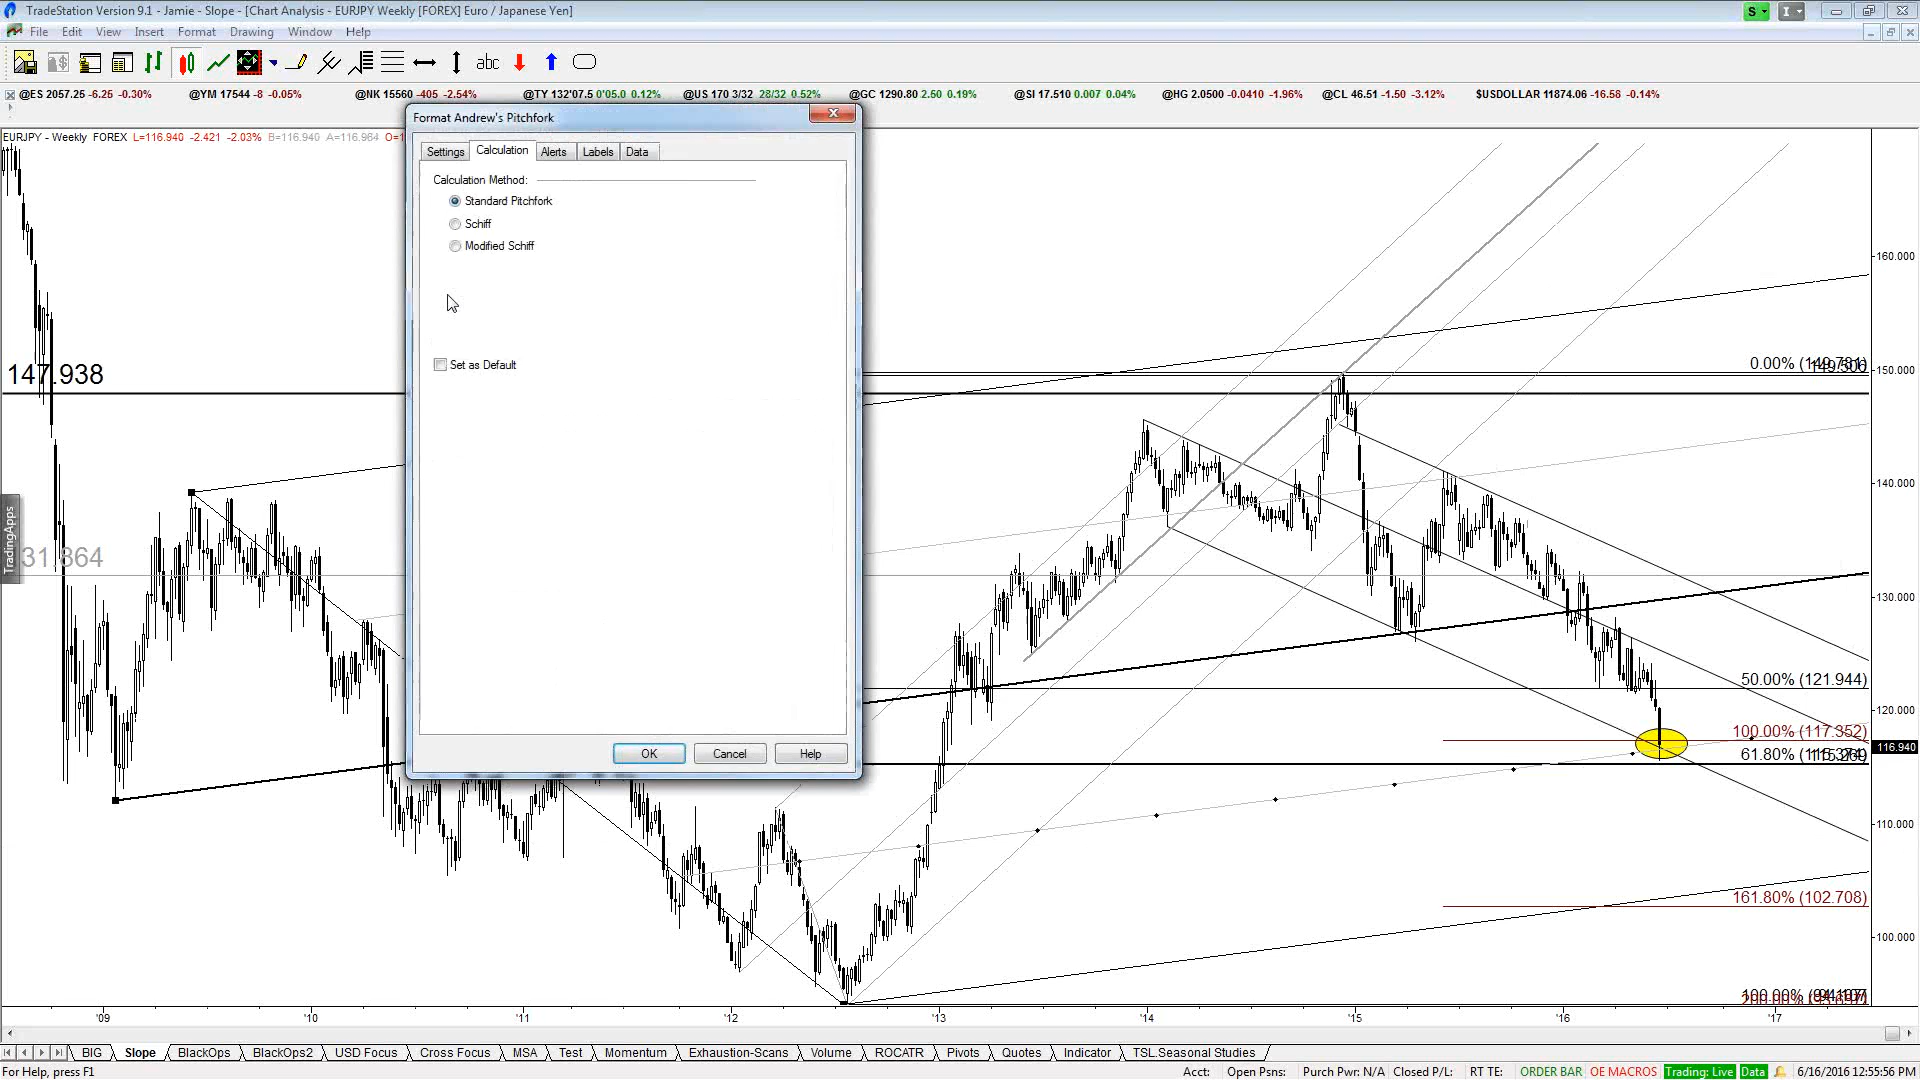 TradeStation Version 9.1 - Jamie - Slope - [Chart Analysis - EURJPY Weekly [FOREX] Euro / Japanese Yen]
S I
File Edit View Insert Format Drawing Window Help
abc
@ES 2057.25 -6.25 -0.30% @YM 17544 -8 -0.05% @NK 15560 -405 -2.54% @TY 132'07.5 0'05.0 0.12% @US 170 3/32 28/32 0.52% @GC 1290.80 2.50 0.19% @SI 17.510 0.007 0.04% @HG 2.0500 -0.0410 -1.96% @CL 46.51 -1.50 -3.12% $USDOLLAR 11874.06 -16.58 -0.14%
EURJPY - Weekly FOREX L=116.940 -2.421 -2.03% B=116.940 A=116.964 O=1
Format Andrew's Pitchfork
Settings Calculation Alerts Labels Data
Calculation Method:
Standard Pitchfork
Schiff
Modified Schiff
Set as Default
OK Cancel Help
160.000
0.00% (149.781)
150.000
147.938
140.000
TradingApps
31.364
130.000
50.00% (121.944)
120.000
100.00% (117.352)
116.940
61.80% (115.374)
110.000
161.80% (102.708)
100.000
'09 '10 '11 '12 '13 '14 '15 '16 '17
BIG Slope BlackOps BlackOps2 USD Focus Cross Focus MSA Test Momentum Exhaustion-Scans Volume ROCATR Pivots Quotes Indicator TSL.Seasonal Studies
For Help, press F1 Acct: Open Psns: Purch Pwr: N/A Closed P/L: RT TE: ORDER BAR OE MACROS Trading: Live Data 6/16/2016 12:55:56 PM